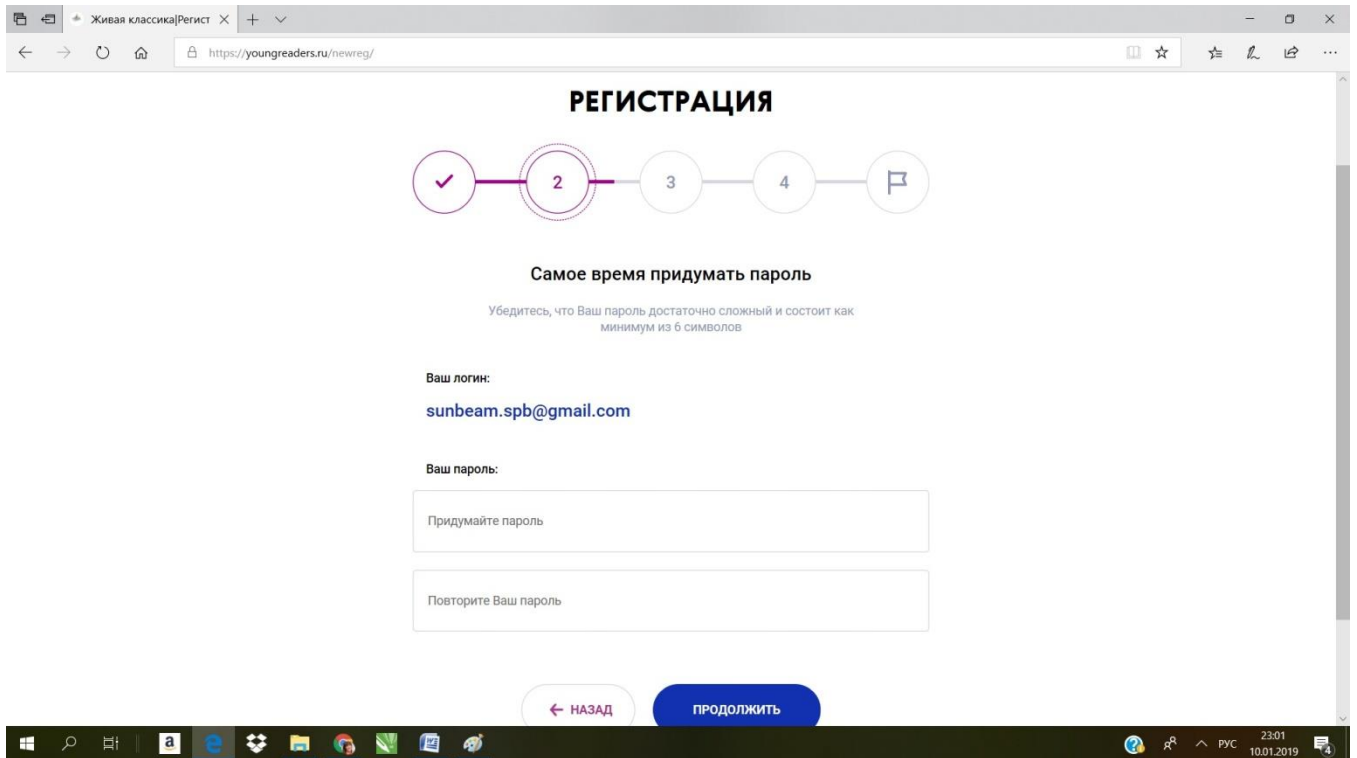 Живая классика|Регист
https://youngreaders.ru/newreg/
РЕГИСТРАЦИЯ
2
3
4
Самое время придумать пароль
Убедитесь, что Ваш пароль достаточно сложный и состоит как
минимум из 6 символов
Ваш логин:
sunbeam.spb@gmail.com
Ваш пароль:
Придумайте пароль
Повторите Ваш пароль
← НАЗАД
ПРОДОЛЖИТЬ
a
РУС
23:01
10.01.2019
4